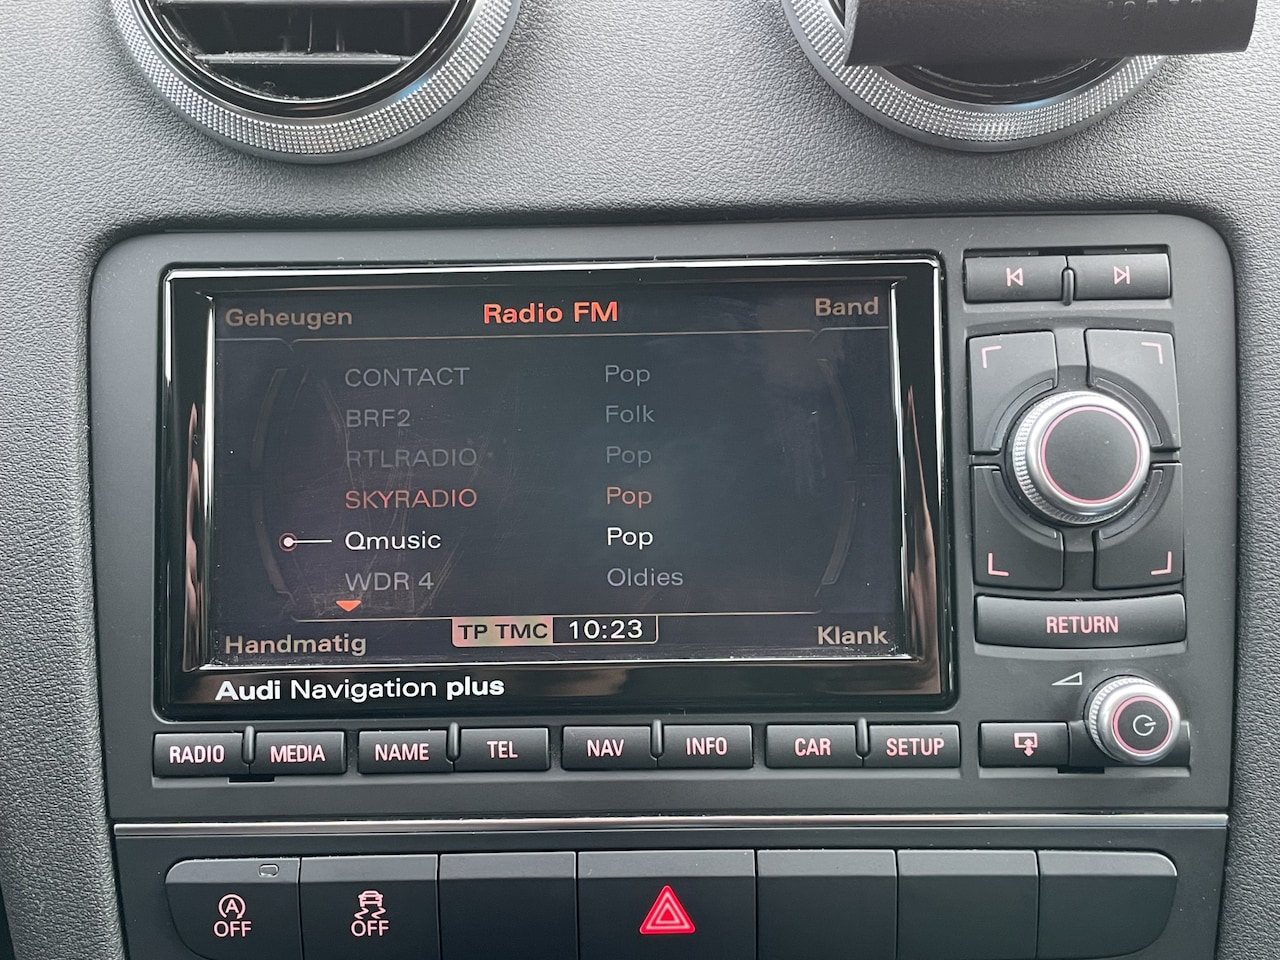 Geheugen Radio FM Band
CONTACT Pop
BRF2 Folk
RTLRADIO Pop
SKYRADIO Pop
Qmusic Pop
WDR 4 Oldies
Handmatig TP TMC 10:23 Klank
Audi Navigation plus
RETURN
RADIO MEDIA NAME TEL NAV INFO CAR SETUP
A
OFF OFF